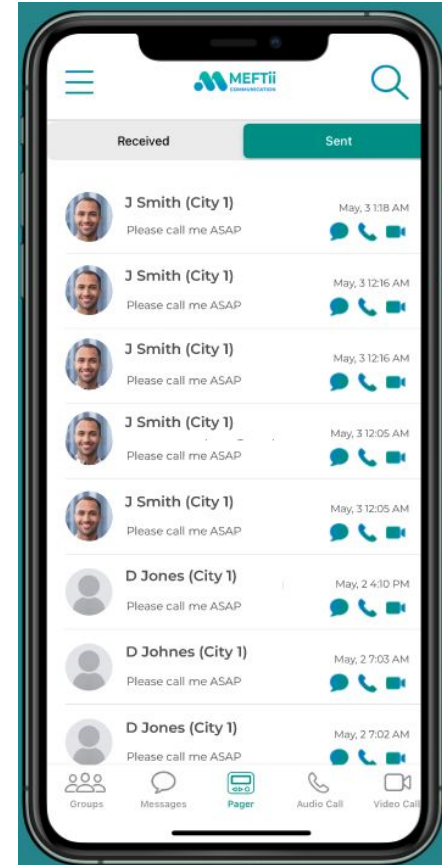 MEFTii
COMMUNICATION
Received Sent
J Smith (City 1)
May, 3 1:18 AM
Please call me ASAP
J Smith (City 1)
May, 3 12:16 AM
Please call me ASAP
J Smith (City 1)
May, 3 12:16 AM
Please call me ASAP
J Smith (City 1)
May, 3 12:05 AM
Please call me ASAP
J Smith (City 1)
May, 3 12:05 AM
Please call me ASAP
D Jones (City 1)
May, 2 4:10 PM
Please call me ASAP
D Johnes (City 1)
May, 2 7:03 AM
Please call me ASAP
D Jones (City 1)
May, 2 7:02 AM
Please call me ASAP
Groups Messages Pager Audio Call Video Call